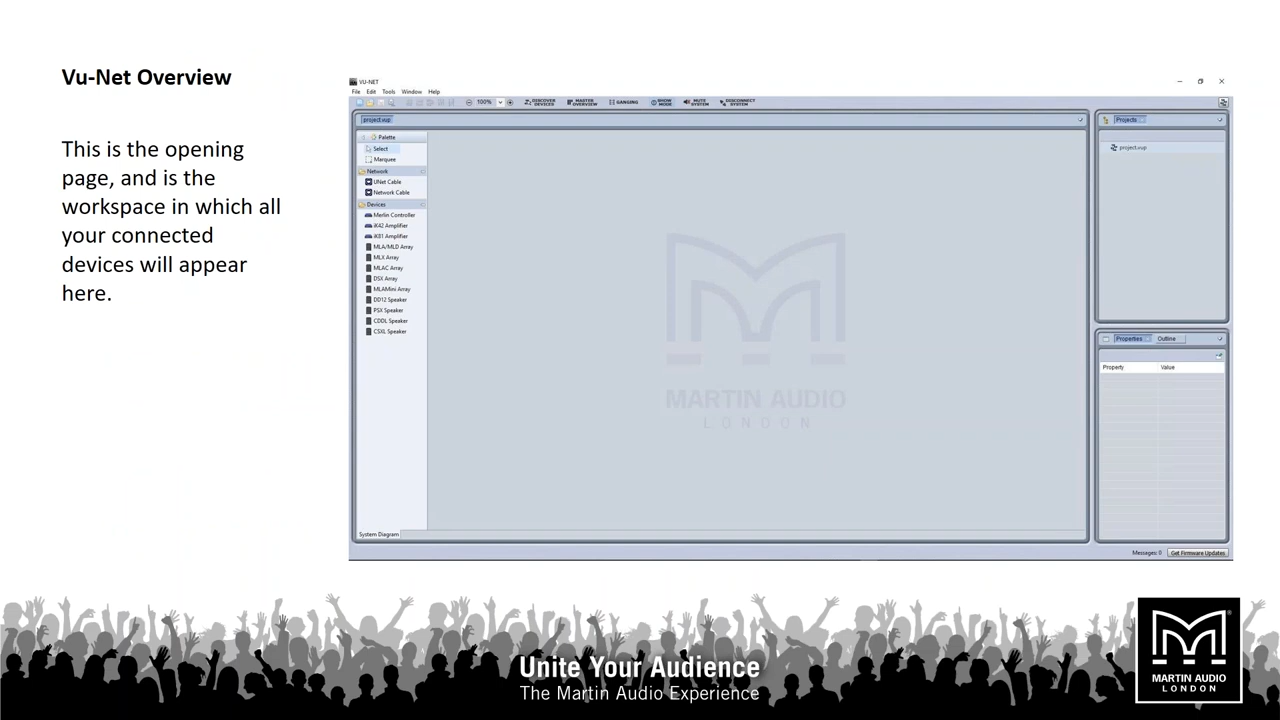 Vu-Net Overview
This is the opening
page, and is the
workspace in which all
your connected
devices will appear
here.
VU-NET
File Edit Tools Window Help
100% DISCOVER DEVICES MASTER OVERVIEW GANGING SHOW MODE MUTE SYSTEM DISCONNECT SYSTEM
project.vup
Palette
Select
Marquee
Network
UNet Cable
Network Cable
Devices
Merlin Controller
iK42 Amplifier
iK81 Amplifier
MLA/MLD Array
MLX Array
MLAC Array
DSX Array
MLAMini Array
DD12 Speaker
PSX Speaker
CDDL Speaker
CSXL Speaker
System Diagram
MARTIN AUDIO
LONDON
Projects
project.vup
Properties Outline
Property Value
Messages: 0 Get Firmware Updates
Unite Your Audience
The Martin Audio Experience
MARTIN AUDIO
LONDON